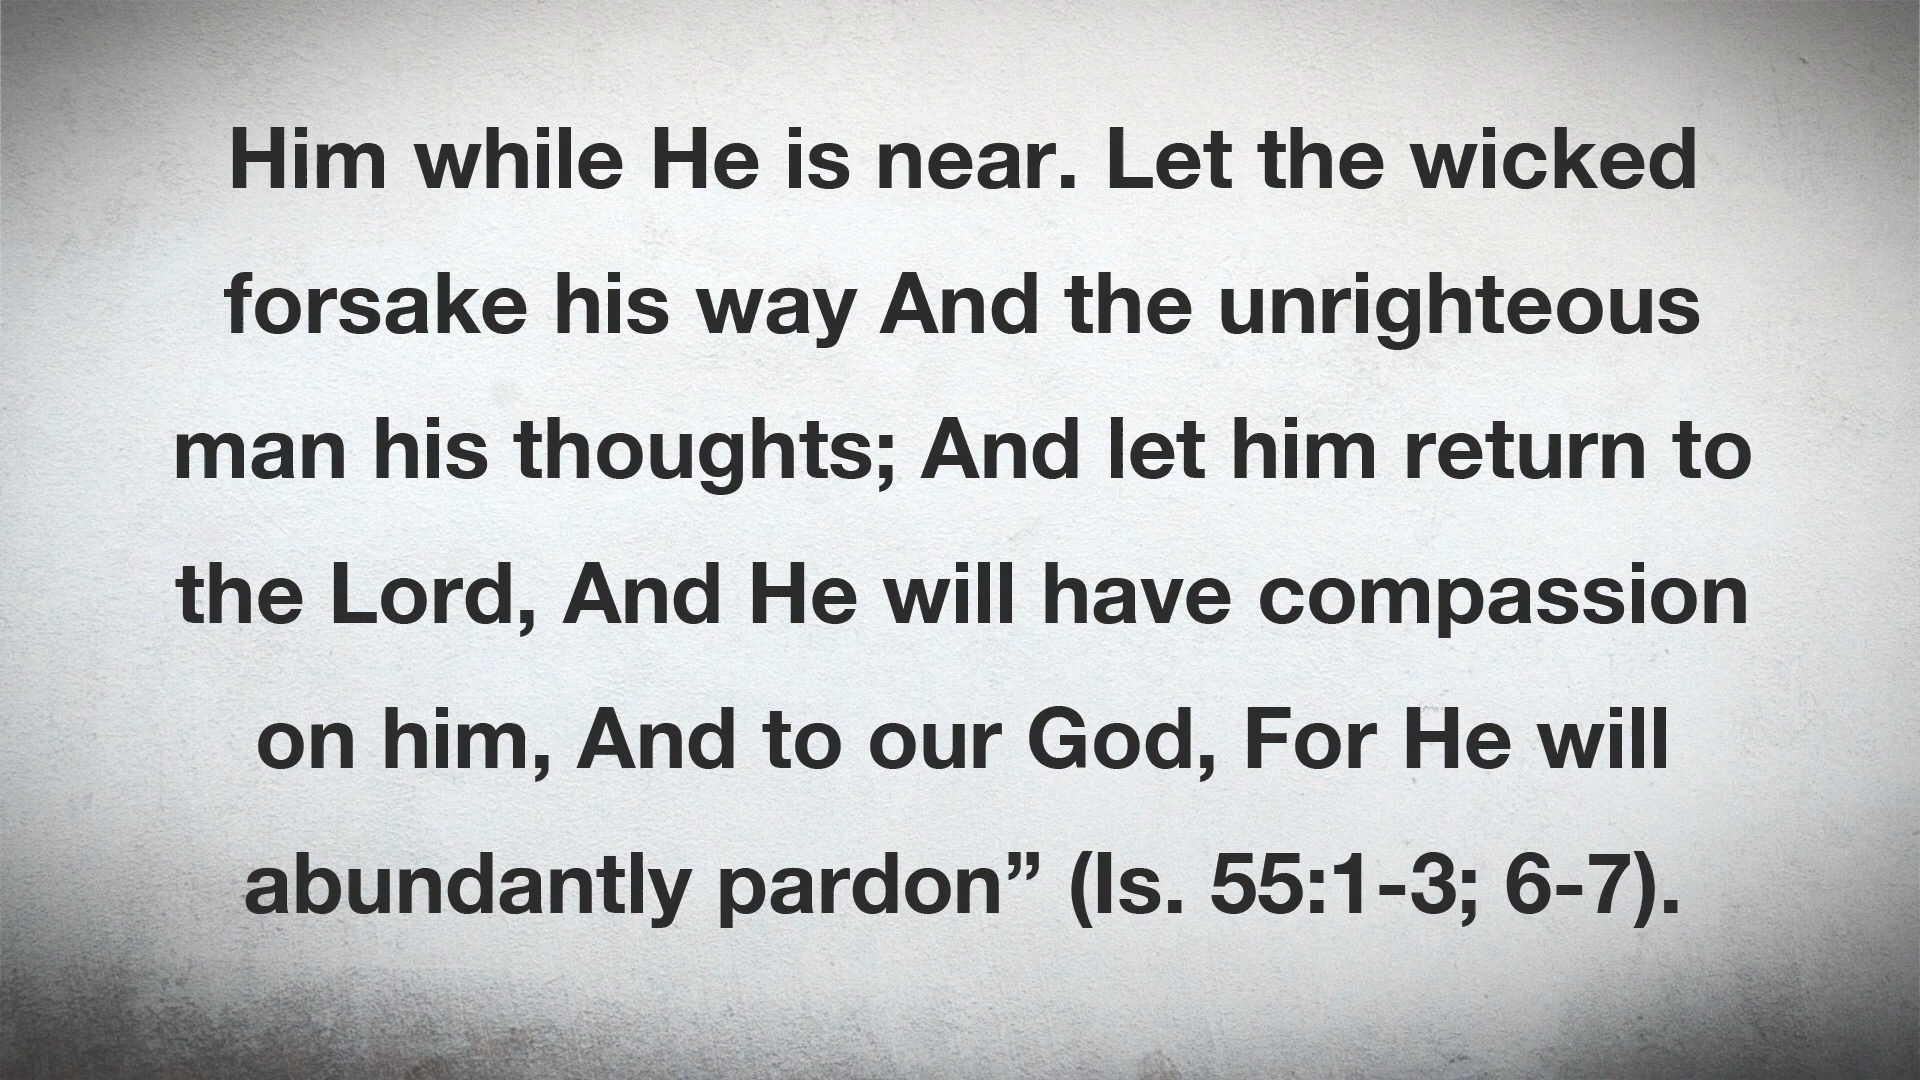 Him while He is near. Let the wicked
forsake his way And the unrighteous
man his thoughts; And let him return to
the Lord, And He will have compassion
on him, And to our God, For He will
abundantly pardon” (Is. 55:1-3; 6-7).